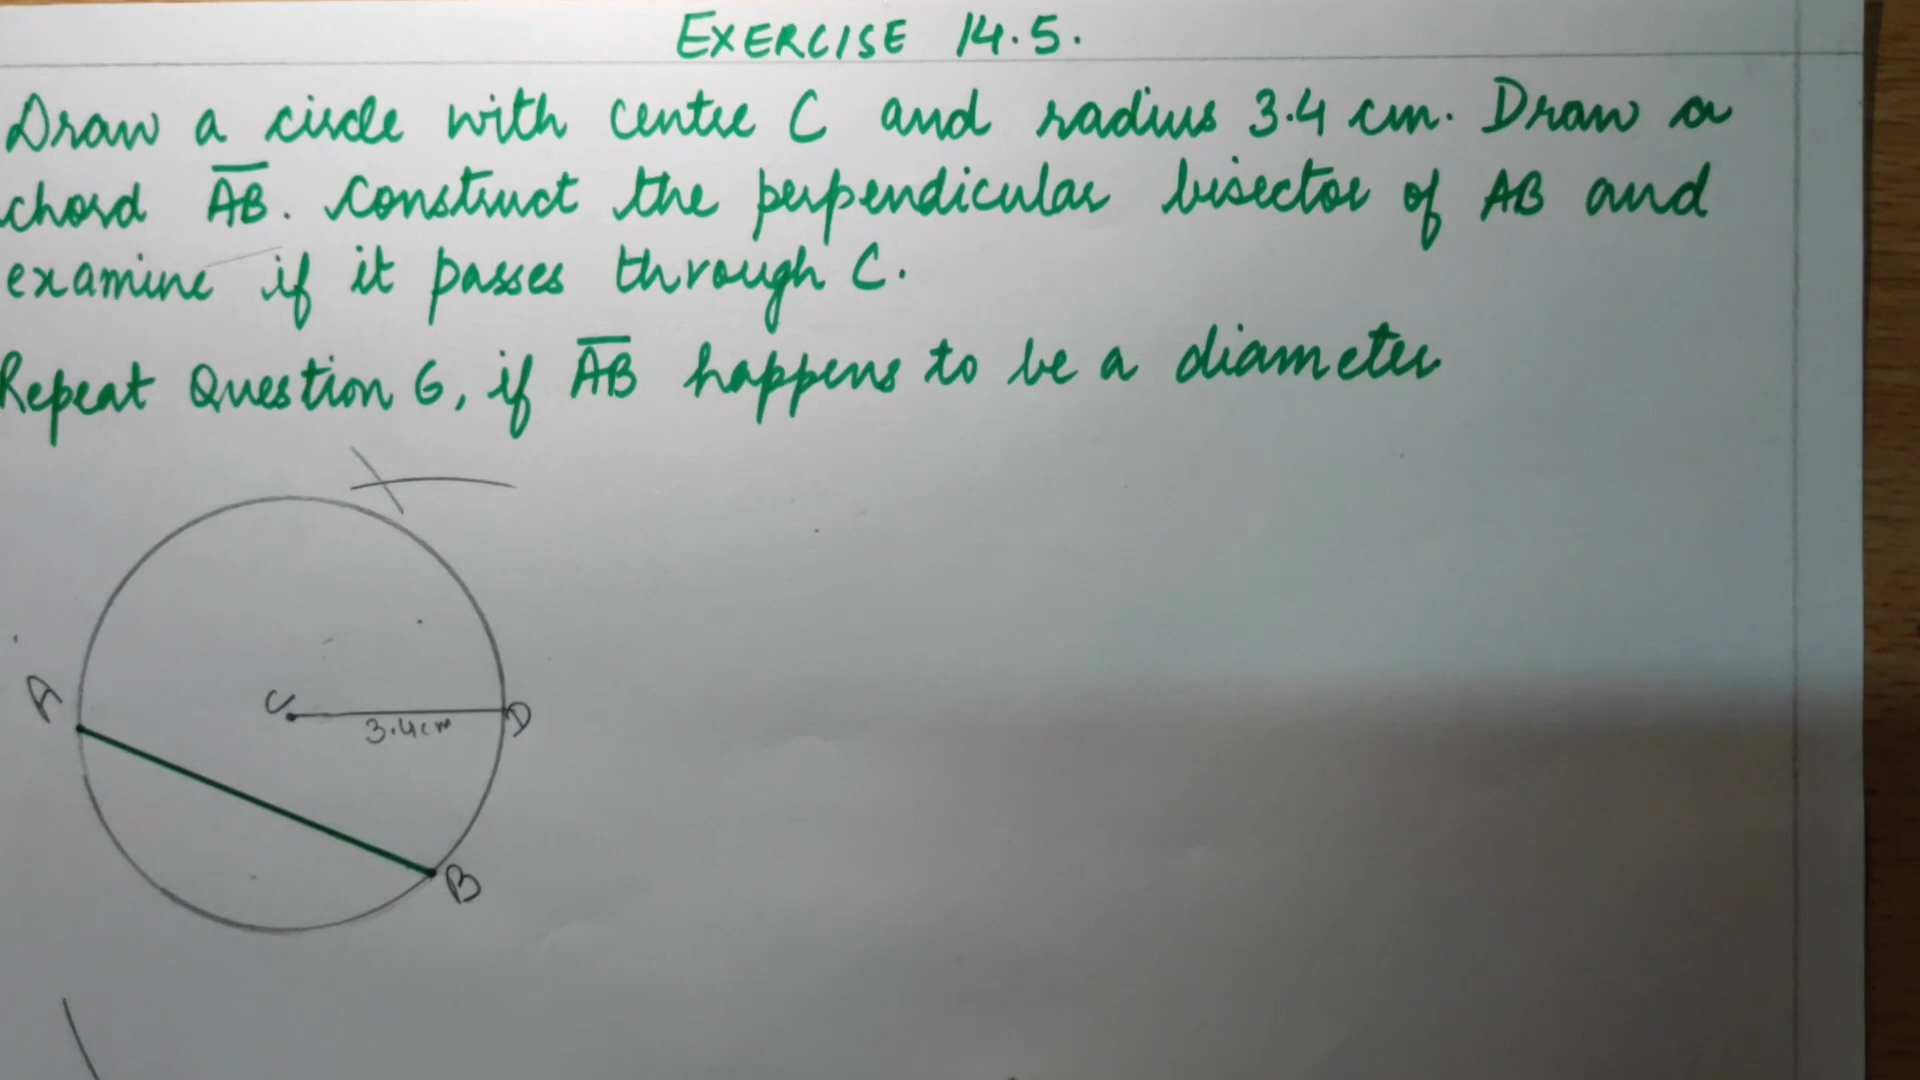 EXERCISE 14.5.
Draw a circle with centre C and radius 3.4 cm. Draw a
chord AB. Construct the perpendicular bisector of AB and
examine if it passes through C.
Repeat Question 6, if AB happens to be a diameter
C
A
3.4cm
D
B